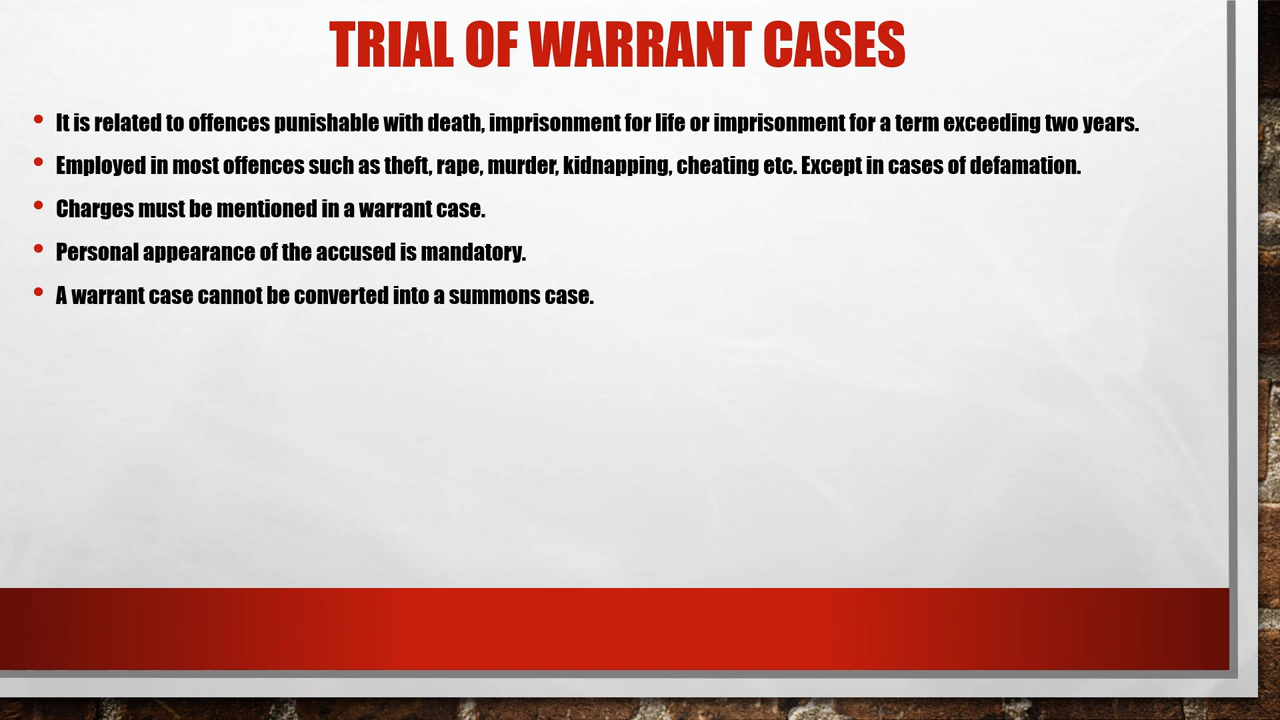 TRIAL OF WARRANT CASES
• It is related to offences punishable with death, imprisonment for life or imprisonment for a term exceeding two years.
• Employed in most offences such as theft, rape, murder, kidnapping, cheating etc. Except in cases of defamation.
• Charges must be mentioned in a warrant case.
• Personal appearance of the accused is mandatory.
• A warrant case cannot be converted into a summons case.